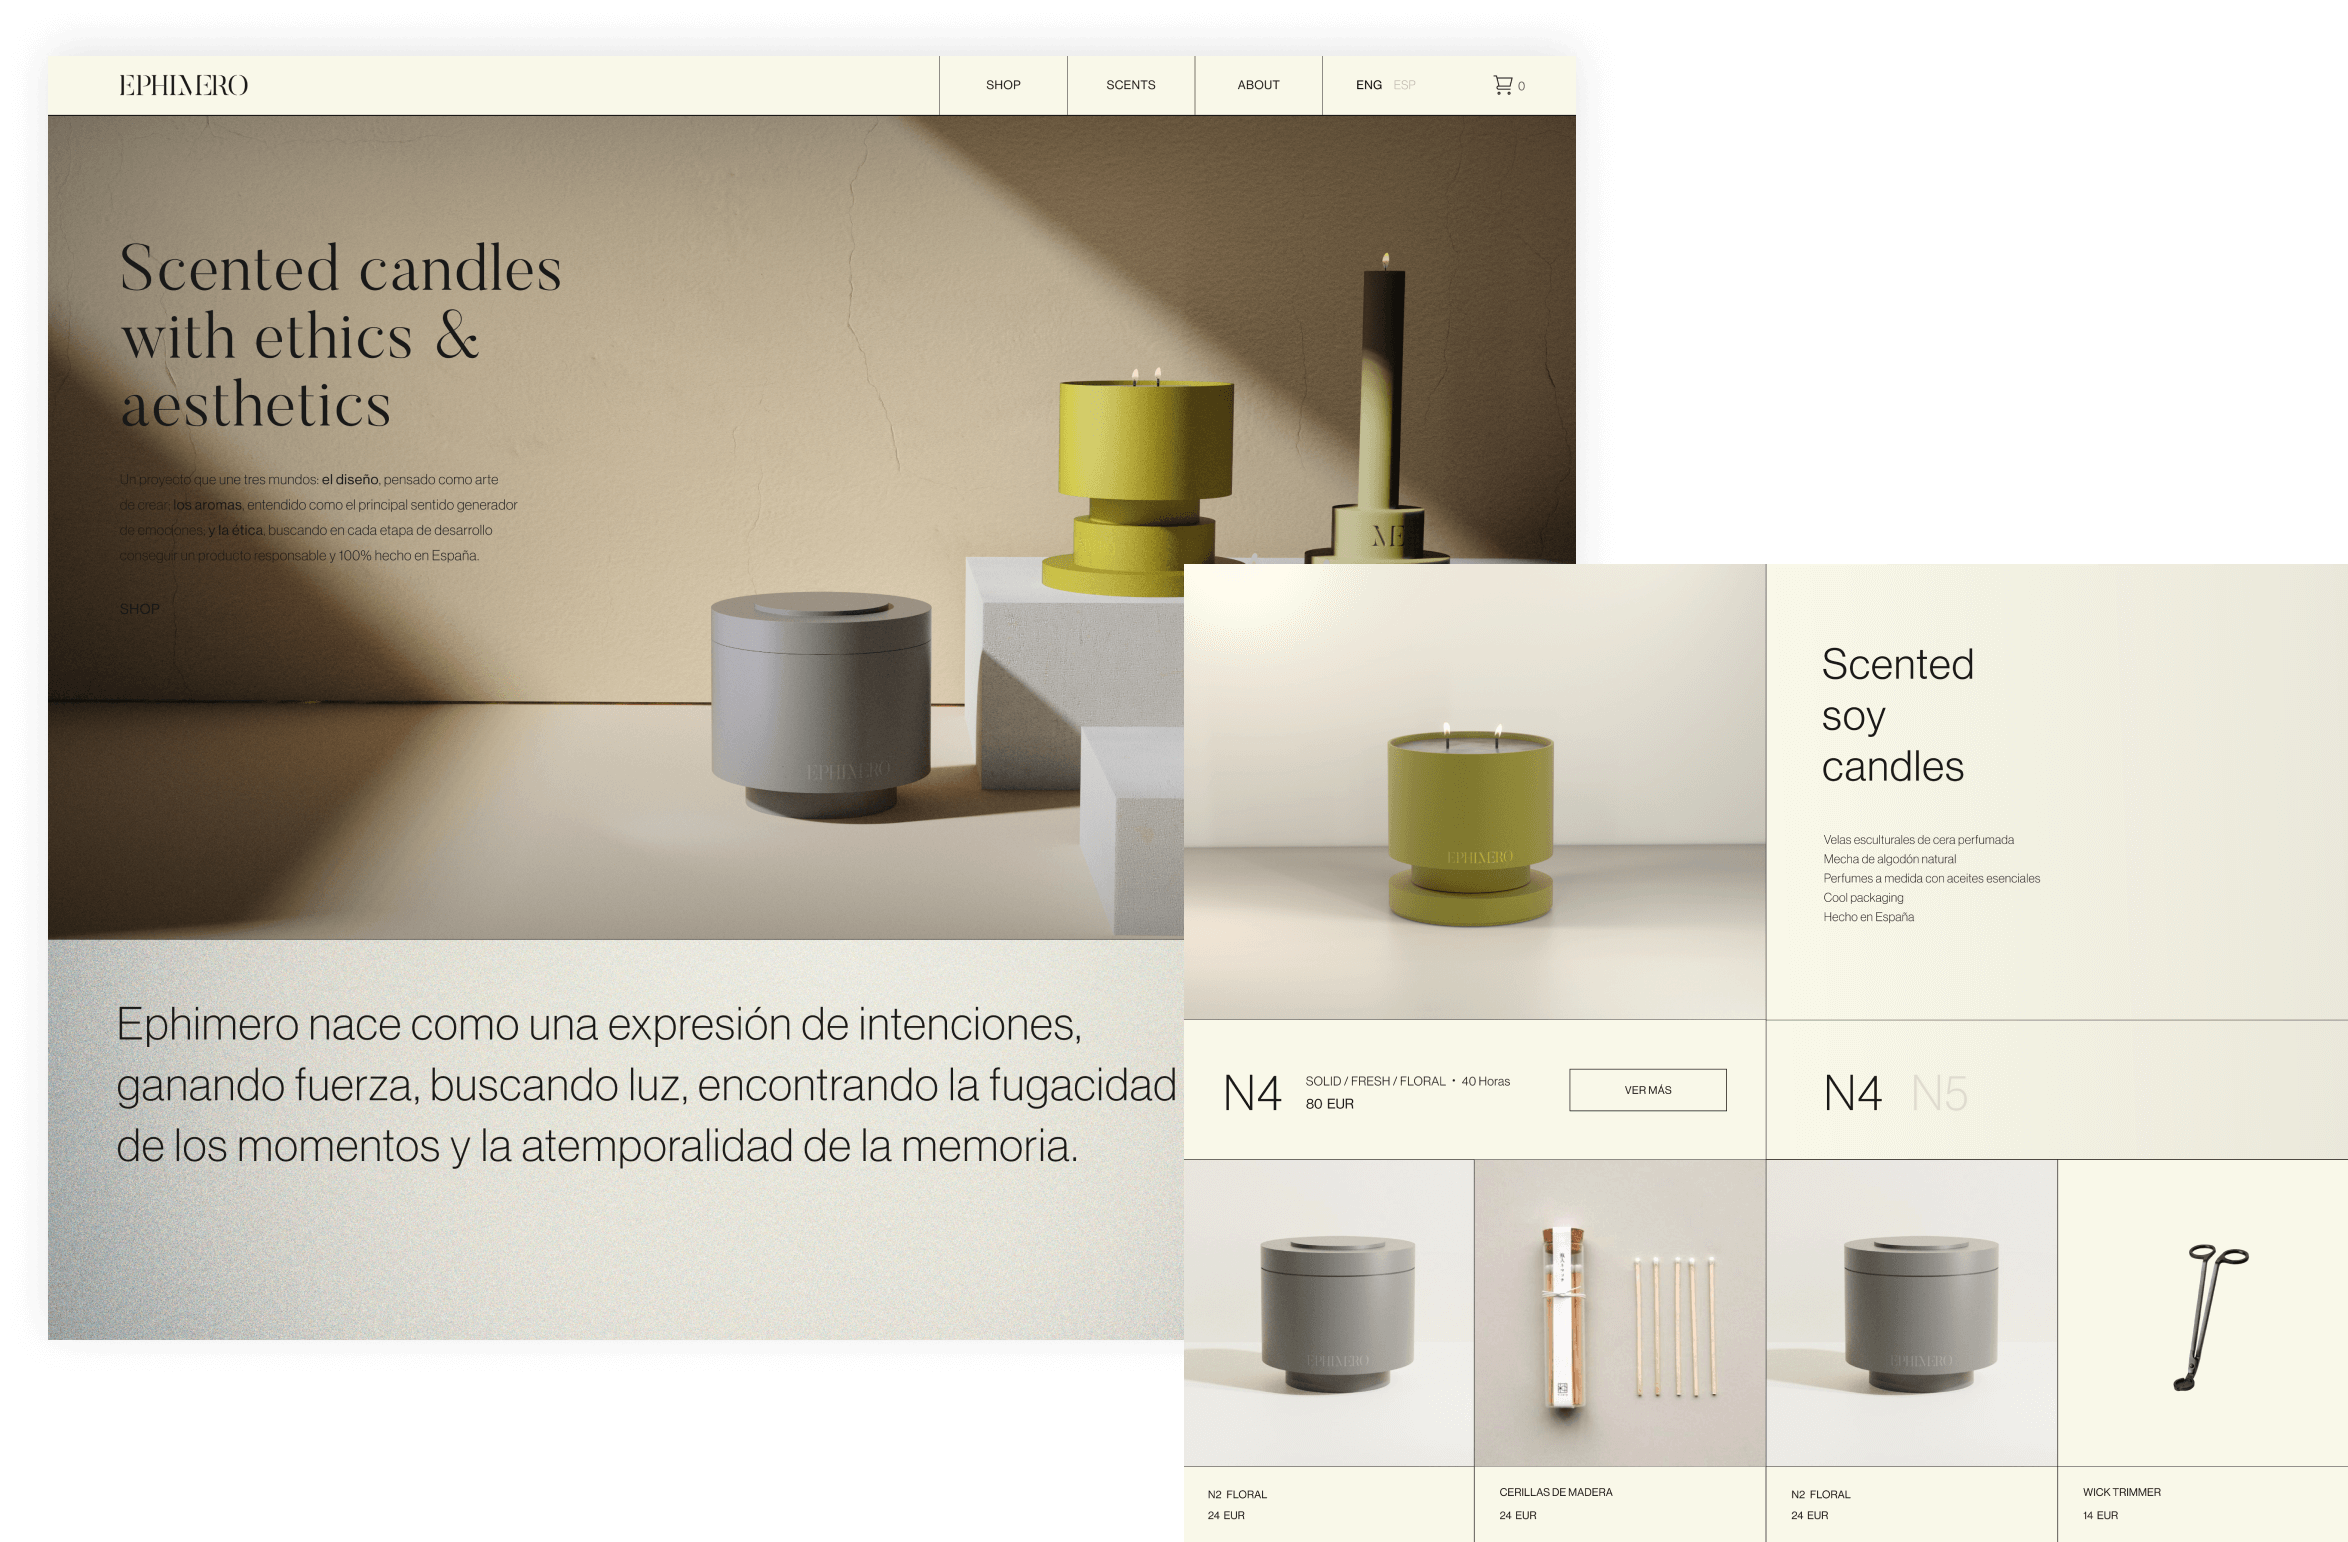 EPHIMERO
SHOP
SCENTS
ABOUT
ENG ESP
0
Scented candles
with ethics &
aesthetics
Un proyecto que une tres mundos: el diseño, pensado como arte
de crear; los aromas, entendido como el principal sentido generador
de emociones; y la ética, buscando en cada etapa de desarrollo
conseguir un producto responsable y 100% hecho en España.
SHOP
ME
EPHIMERO
Ephimero nace como una expresión de intenciones,
ganando fuerza, buscando luz, encontrando la fugacidad
de los momentos y la atemporalidad de la memoria.
EPHIMERO
Scented
soy
candles
Velas esculturales de cera perfumada
Mecha de algodón natural
Perfumes a medida con aceites esenciales
Cool packaging
Hecho en España
N4
SOLID / FRESH / FLORAL • 40 Horas
80 EUR
VER MÁS
N4 N5
EPHIMERO
EPHIMERO
N2 FLORAL
24 EUR
CERILLAS DE MADERA
24 EUR
N2 FLORAL
24 EUR
WICK TRIMMER
14 EUR